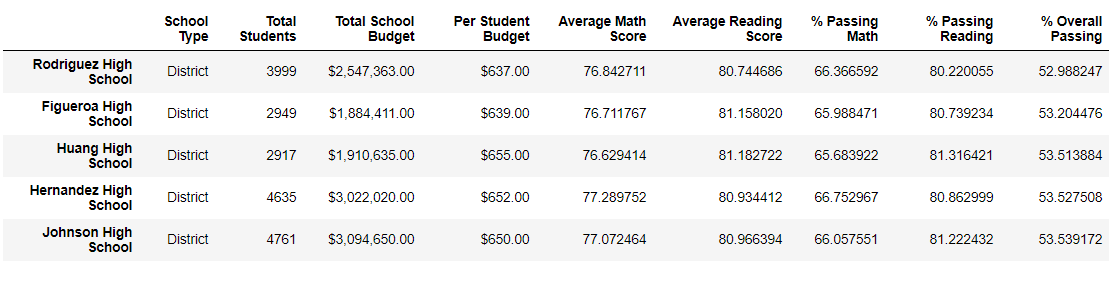 School Type Total Students Total School Budget Per Student Budget Average Math Score Average Reading Score % Passing Math % Passing Reading % Overall Passing
Rodriguez High School District 3999 $2,547,363.00 $637.00 76.842711 80.744686 66.366592 80.220055 52.988247
Figueroa High School District 2949 $1,884,411.00 $639.00 76.711767 81.158020 65.988471 80.739234 53.204476
Huang High School District 2917 $1,910,635.00 $655.00 76.629414 81.182722 65.683922 81.316421 53.513884
Hernandez High School District 4635 $3,022,020.00 $652.00 77.289752 80.934412 66.752967 80.862999 53.527508
Johnson High School District 4761 $3,094,650.00 $650.00 77.072464 80.966394 66.057551 81.222432 53.539172